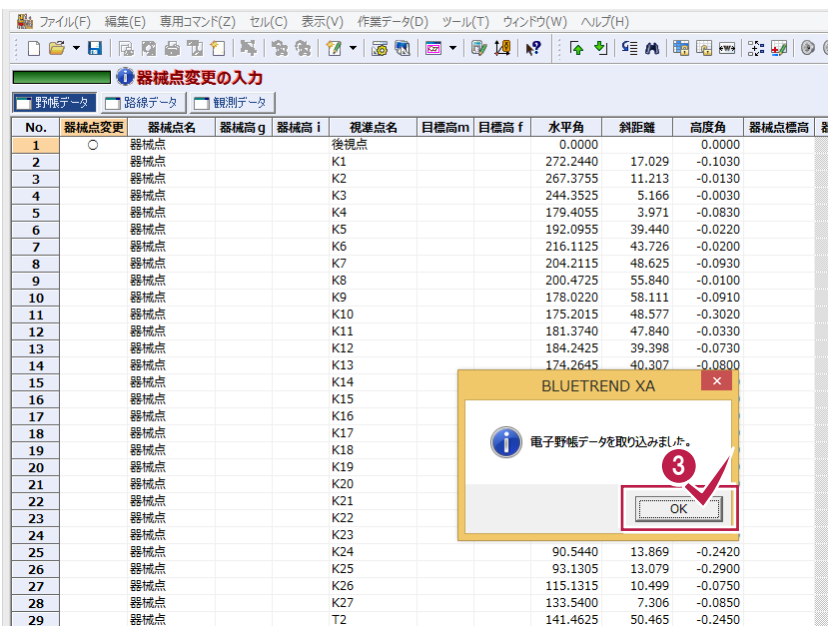 ファイル(F) 編集(E) 専用コマンド(Z) セル(C) 表示(V) 作業データ(D) ツール(T) ウィンドウ(W) ヘルプ(H)
器械点変更の入力
野帳データ 路線データ 観測データ
No. 器械点変更 器械点名 器械高g 器械高i 視準点名 目標高m 目標高f 水平角 斜距離 高度角 器械点標高
1 ○ 器械点 後視点 0.0000 0.0000
2 器械点 K1 272.2440 17.029 -0.1030
3 器械点 K2 267.3755 11.213 -0.0130
4 器械点 K3 244.3525 5.166 -0.0030
5 器械点 K4 179.4055 3.971 -0.0830
6 器械点 K5 192.0955 39.440 -0.0220
7 器械点 K6 216.1125 43.726 -0.0200
8 器械点 K7 204.2115 48.625 -0.0930
9 器械点 K8 200.4725 55.840 -0.0100
10 器械点 K9 178.0220 58.111 -0.0910
11 器械点 K10 175.2015 48.577 -0.3020
12 器械点 K11 181.3740 47.840 -0.0330
13 器械点 K12 184.2425 39.398 -0.0730
14 器械点 K13 174.2645 40.307 -0.0800
15 器械点 K14
16 器械点 K15
17 器械点 K16
18 器械点 K17
19 器械点 K18
20 器械点 K19
21 器械点 K20
22 器械点 K21
23 器械点 K22
24 器械点 K23
25 器械点 K24 90.5440 13.869 -0.2420
26 器械点 K25 93.1305 13.079 -0.2900
27 器械点 K26 115.1315 10.499 -0.0750
28 器械点 K27 133.5400 7.306 -0.0850
29 器械点 T2 141.4625 50.465 -0.2450
BLUETREND XA
電子野帳データを取り込みました。
3
OK